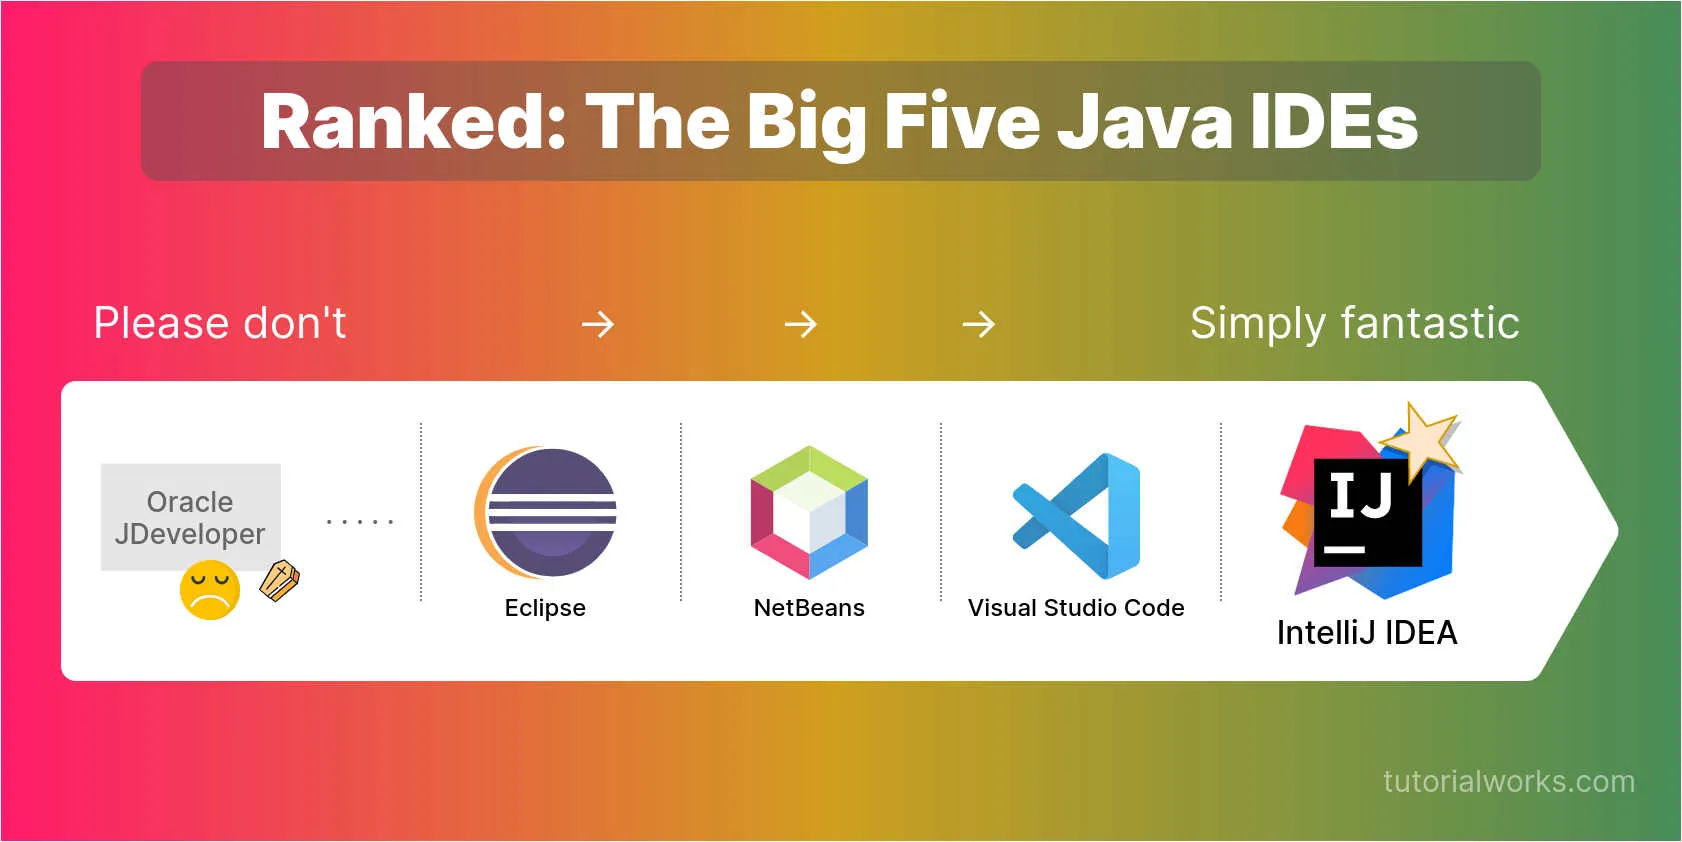 Ranked: The Big Five Java IDEs
Please don't → → → Simply fantastic
Oracle
JDeveloper
.....
Eclipse
NetBeans
Visual Studio Code
IJ
IntelliJ IDEA
tutorialworks.com